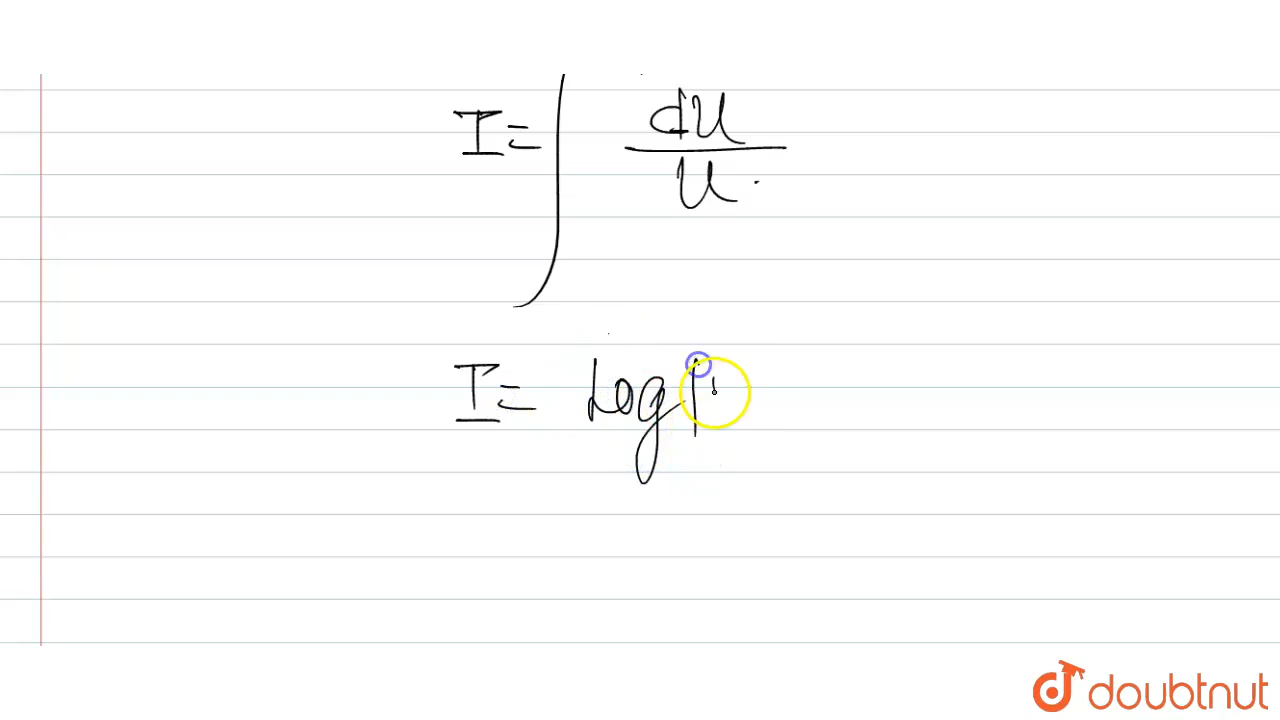 I = ∫ du
u.
I = log|
doubtnut